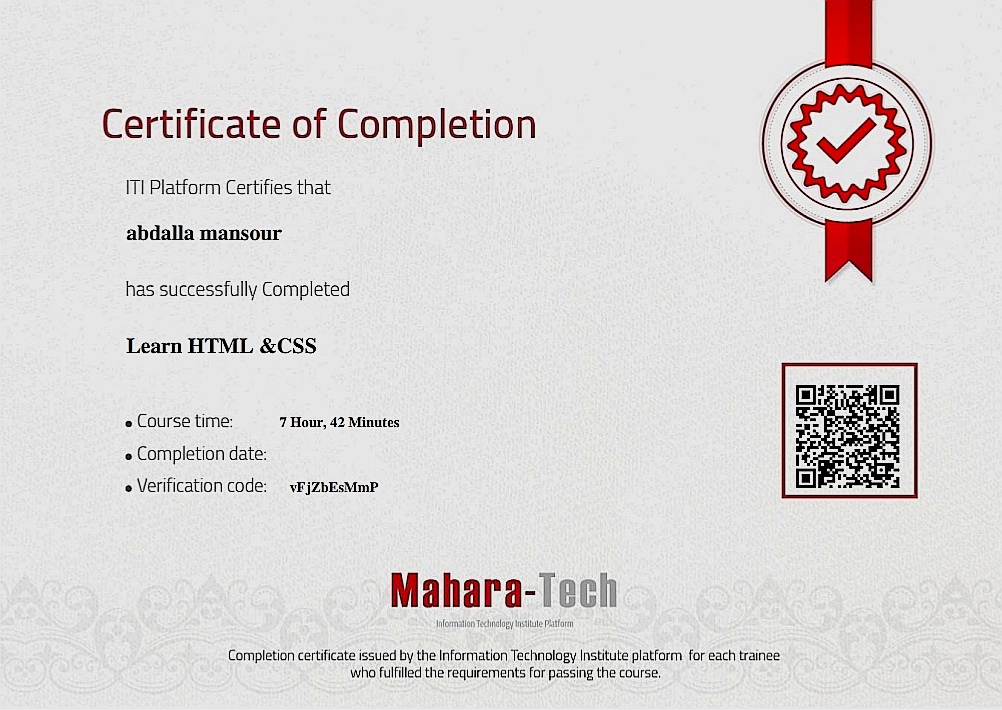 Certificate of Completion
ITI Platform Certifies that
abdalla mansour
has successfully Completed
Learn HTML &CSS
• Course time: 7 Hour, 42 Minutes
• Completion date:
• Verification code: vFjZbEsMmP
Mahara-Tech
Information Technology Institute Platform
Completion certificate issued by the Information Technology Institute platform for each trainee
who fulfilled the requirements for passing the course.